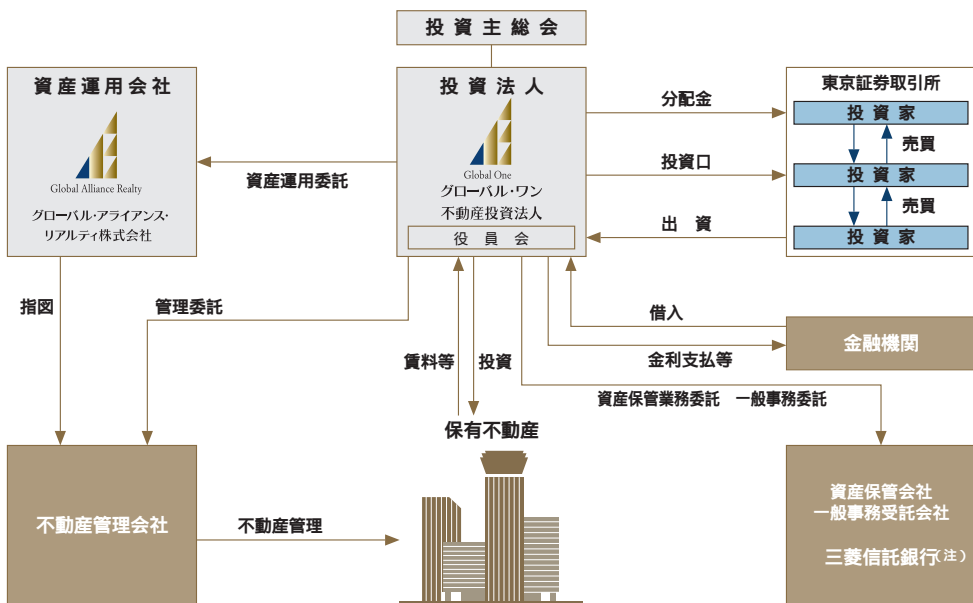 投資主総会
資産運用会社
Global Alliance Realty
グローバル・アライアンス・
リアルティ株式会社
投資法人
Global One
グローバル・ワン
不動産投資法人
役員会
東京証券取引所
投資家
売買
投資家
売買
投資家
分配金
投資口
出資
資産運用委託
指図
管理委託
賃料等
投資
借入
金利支払等
金融機関
資産保管業務委託 一般事務委託
保有不動産
不動産管理会社
不動産管理
資産保管会社
一般事務受託会社
三菱信託銀行(注)